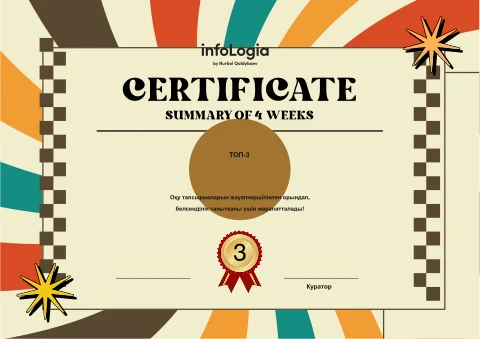 infoLogia
by Nurbol Qaldybaev
CERTIFICATE
SUMMARY OF 4 WEEKS
ТОП-3
Оқу тапсырмаларын жауапкершілікпен орындап,
белсенділік танытқаны үшін марапатталады!
3
Куратор